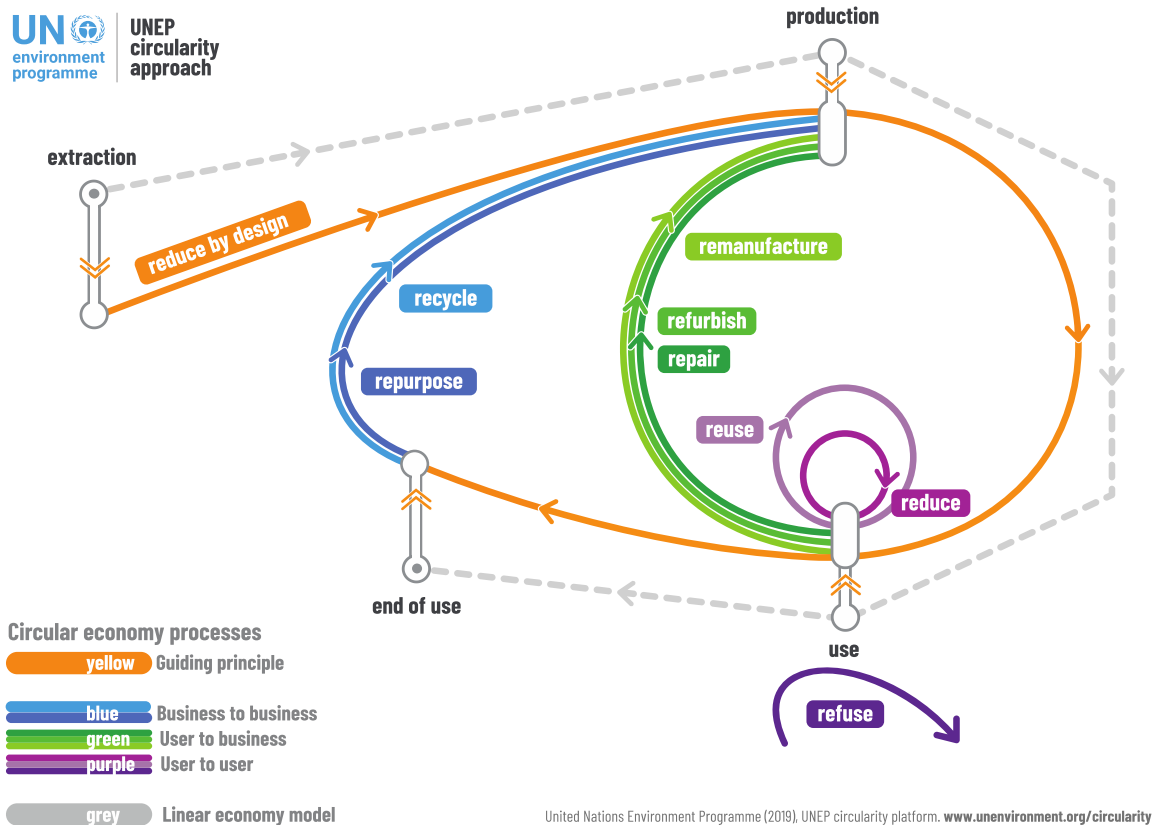 UN
environment
programme
UNEP
circularity
approach
production
extraction
reduce by design
remanufacture
recycle
refurbish
repair
repurpose
reuse
reduce
end of use
use
refuse
Circular economy processes
yellow Guiding principle
blue Business to business
green User to business
purple User to user
grey Linear economy model
United Nations Environment Programme (2019), UNEP circularity platform. www.unenvironment.org/circularity